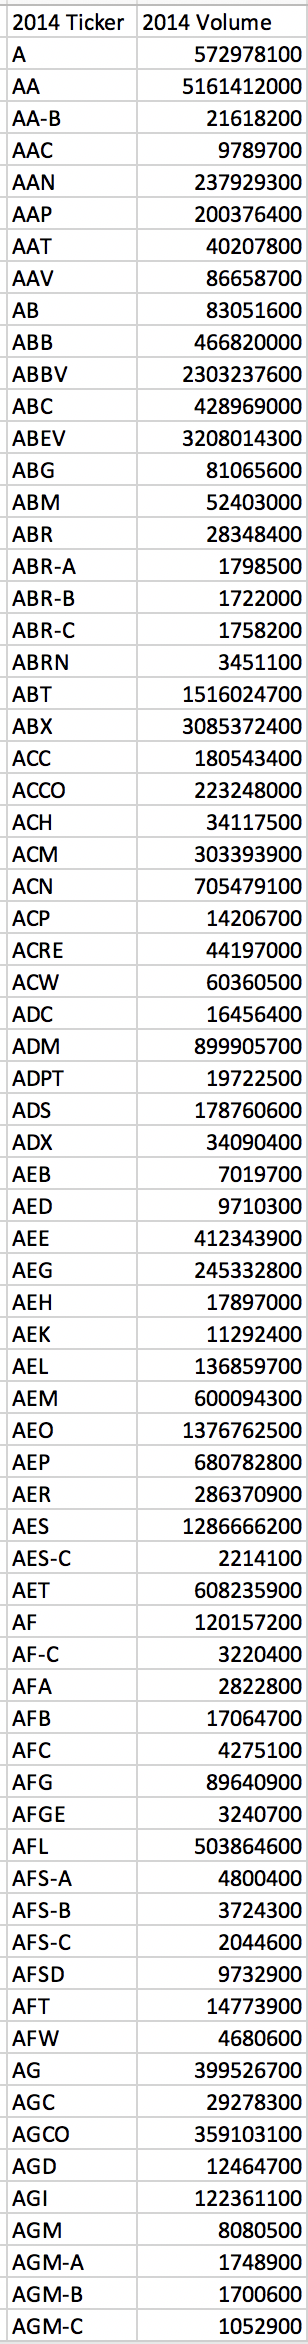 2014 Ticker 2014 Volume
A 572978100
AA 5161412000
AA-B 21618200
AAC 9789700
AAN 237929300
AAP 200376400
AAT 40207800
AAV 86658700
AB 83051600
ABB 466820000
ABBV 2303237600
ABC 428969000
ABEV 3208014300
ABG 81065600
ABM 52403000
ABR 28348400
ABR-A 1798500
ABR-B 1722000
ABR-C 1758200
ABRN 3451100
ABT 1516024700
ABX 3085372400
ACC 180543400
ACCO 223248000
ACH 34117500
ACM 303393900
ACN 705479100
ACP 14206700
ACRE 44197000
ACW 60360500
ADC 16456400
ADM 899905700
ADPT 19722500
ADS 178760600
ADX 34090400
AEB 7019700
AED 9710300
AEE 412343900
AEG 245332800
AEH 17897000
AEK 11292400
AEL 136859700
AEM 600094300
AEO 1376762500
AEP 680782800
AER 286370900
AES 1286666200
AES-C 2214100
AET 608235900
AF 120157200
AF-C 3220400
AFA 2822800
AFB 17064700
AFC 4275100
AFG 89640900
AFGE 3240700
AFL 503864600
AFS-A 4800400
AFS-B 3724300
AFS-C 2044600
AFSD 9732900
AFT 14773900
AFW 4680600
AG 399526700
AGC 29278300
AGCO 359103100
AGD 12464700
AGI 122361100
AGM 8080500
AGM-A 1748900
AGM-B 1700600
AGM-C 1052900